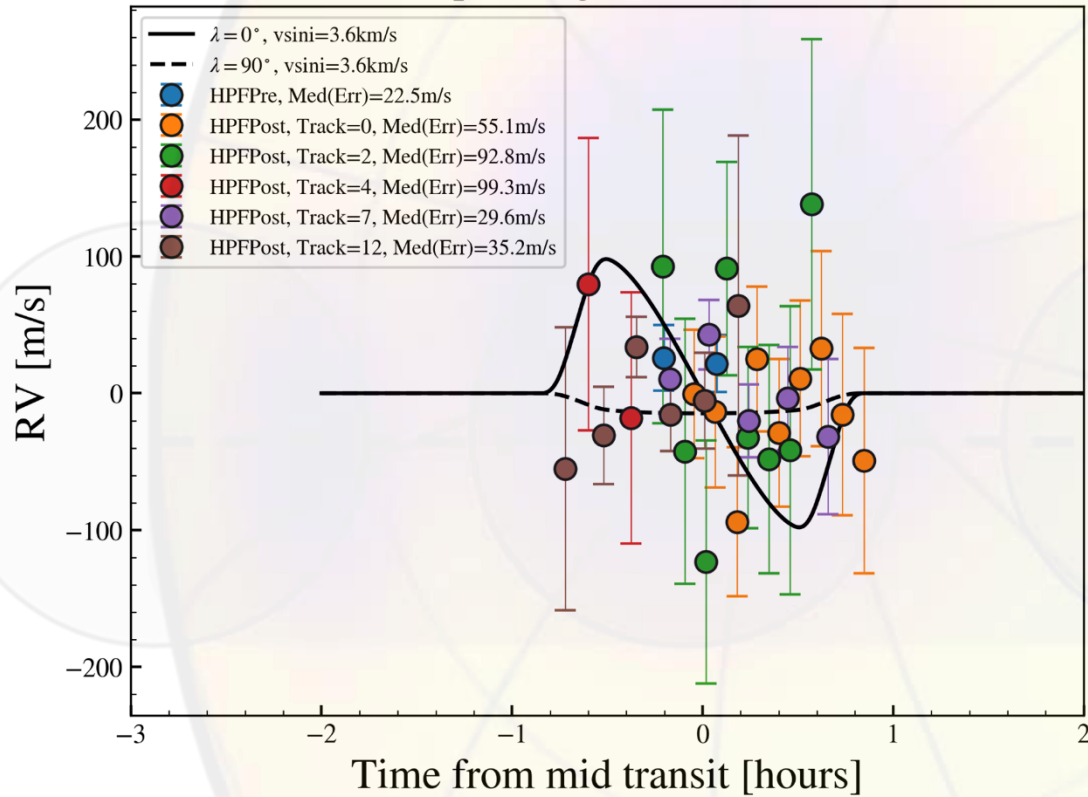 λ = 0°, vsini=3.6km/s
λ = 90°, vsini=3.6km/s
HPFPre, Med(Err)=22.5m/s
HPFPost, Track=0, Med(Err)=55.1m/s
HPFPost, Track=2, Med(Err)=92.8m/s
HPFPost, Track=4, Med(Err)=99.3m/s
HPFPost, Track=7, Med(Err)=29.6m/s
HPFPost, Track=12, Med(Err)=35.2m/s
RV [m/s]
200
100
0
−100
−200
−3 −2 −1 0 1 2
Time from mid transit [hours]